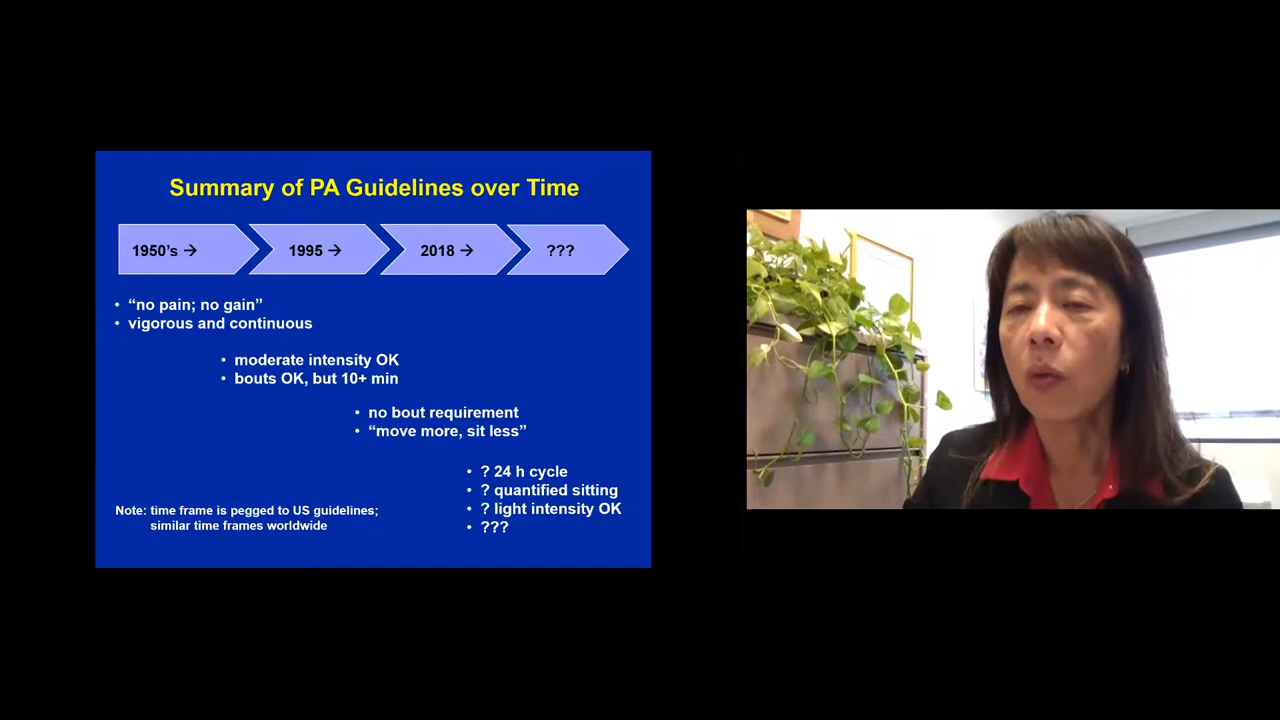 Summary of PA Guidelines over Time
1950's →
1995 →
2018 →
???
• “no pain; no gain”
• vigorous and continuous
• moderate intensity OK
• bouts OK, but 10+ min
• no bout requirement
• “move more, sit less”
• ? 24 h cycle
• ? quantified sitting
• ? light intensity OK
• ???
Note: time frame is pegged to US guidelines;
similar time frames worldwide